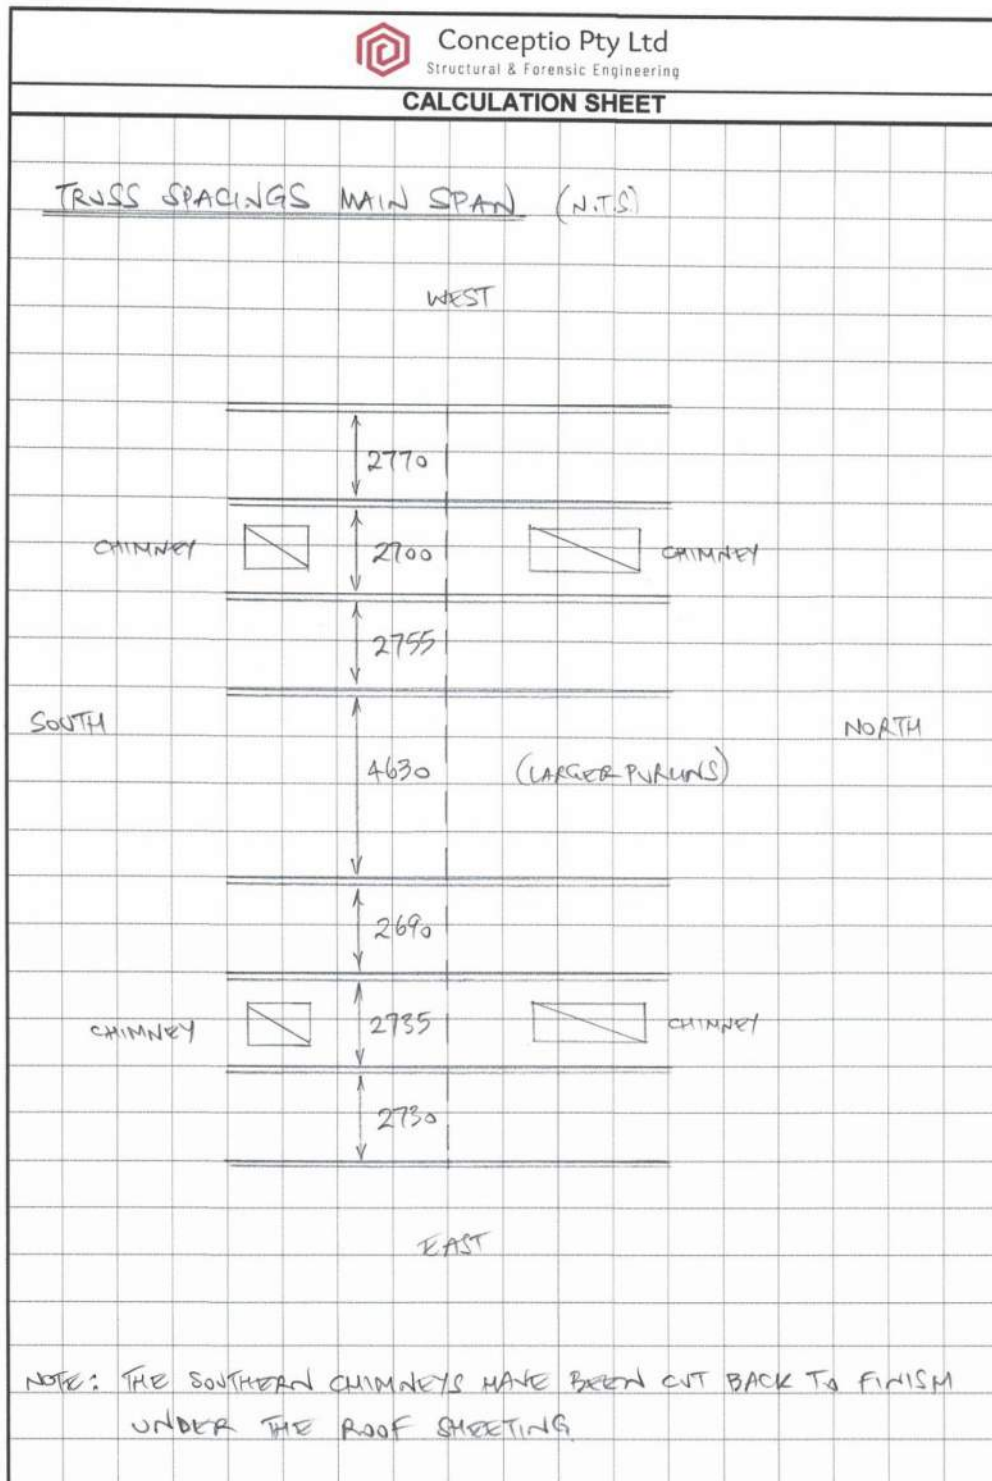 Conceptio Pty Ltd
Structural & Forensic Engineering
CALCULATION SHEET
TRUSS SPACINGS MAIN SPAN (N.T.S.)
WEST
2770
CHIMNEY
2700
CHIMNEY
2755
SOUTH
NORTH
4630
(LARGER PURLINS)
2690
CHIMNEY
2735
CHIMNEY
2730
EAST
NOTE: THE SOUTHERN CHIMNEYS HAVE BEEN CUT BACK TO FINISH
UNDER THE ROOF SHEETING